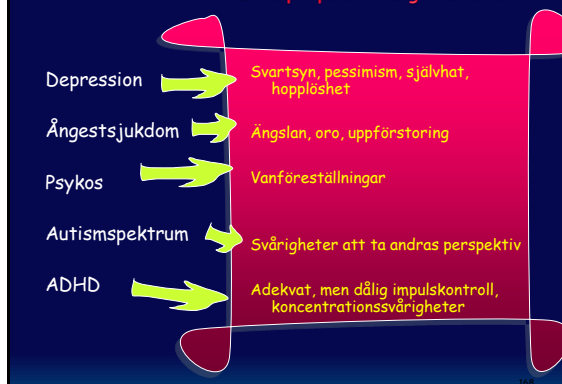 Depression
Svartsyn, pessimism, självhat,
hopplöshet
Ångestsjukdom
Ängslan, oro, uppförstoring
Psykos
Vanföreställningar
Autismspektrum
Svårigheter att ta andras perspektiv
ADHD
Adekvat, men dålig impulskontroll,
koncentrationssvårigheter
168